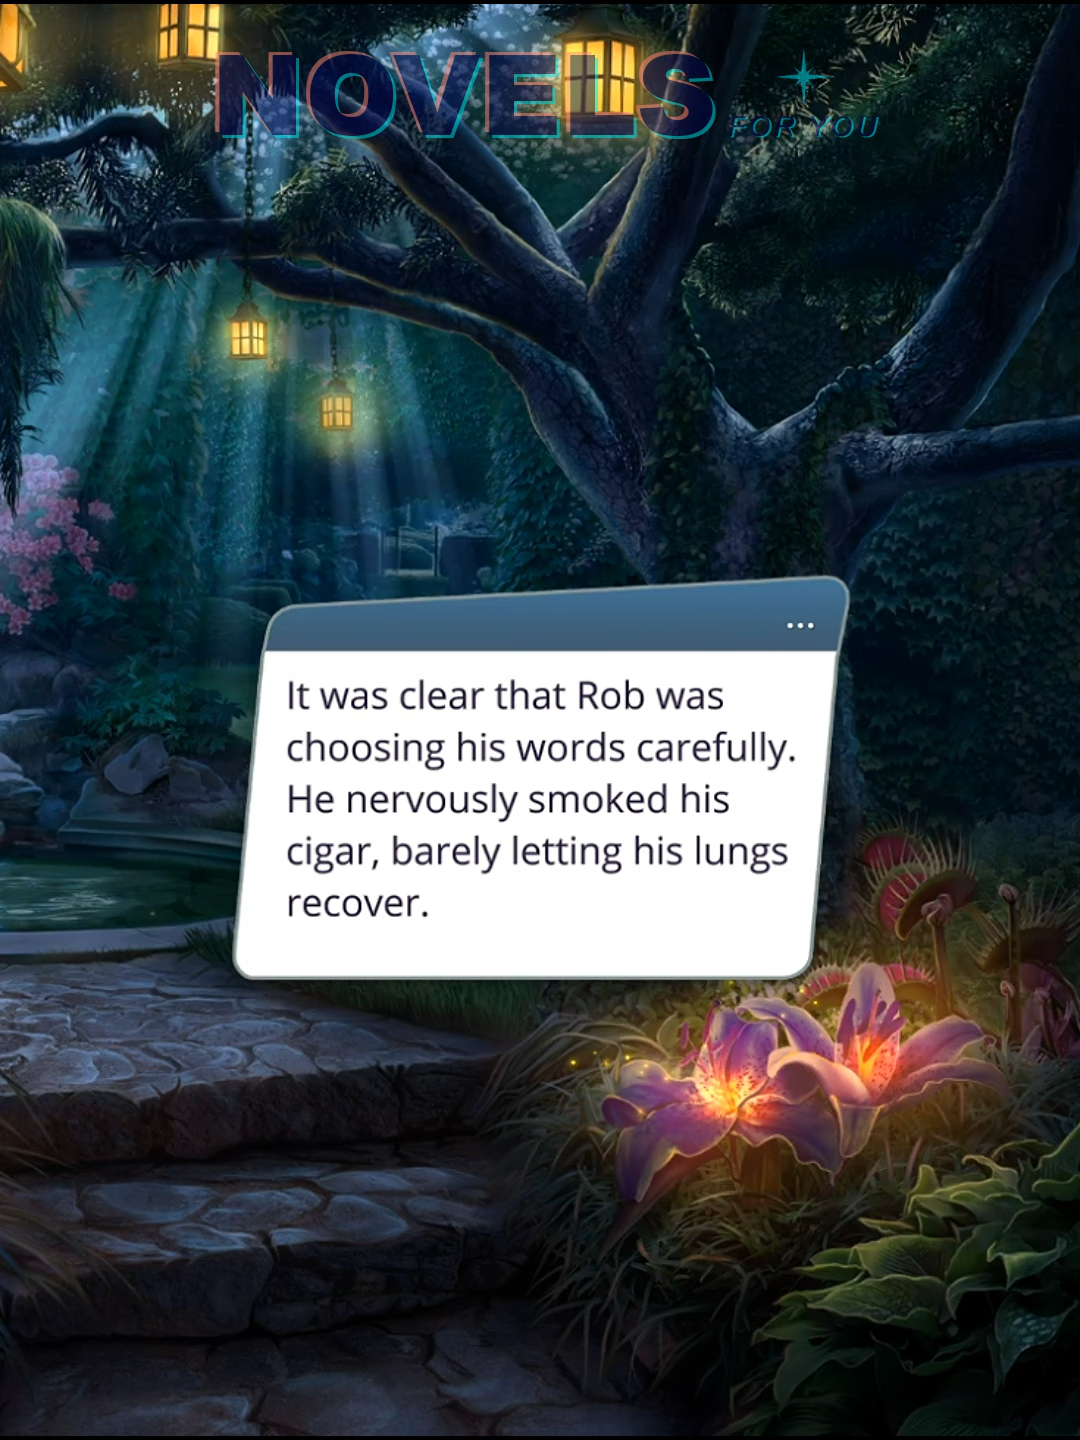 NOVELS
FOR YOU
It was clear that Rob was
choosing his words carefully.
He nervously smoked his
cigar, barely letting his lungs
recover.